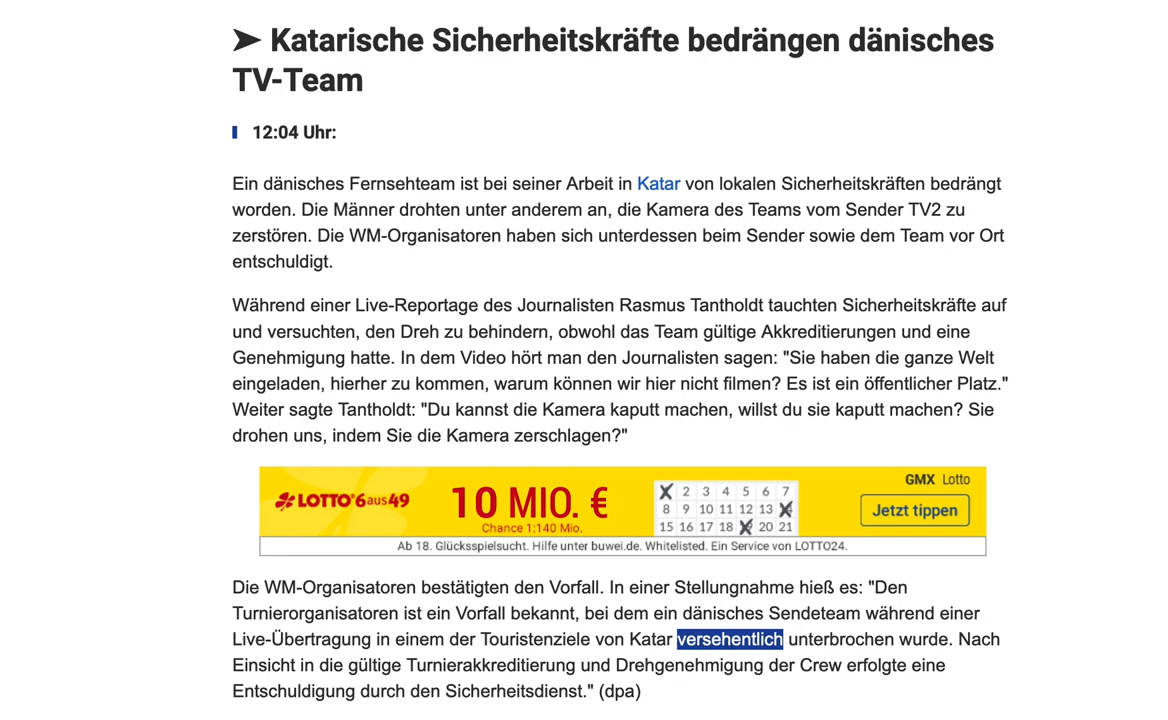 ➤ Katarische Sicherheitskräfte bedrängen dänisches
TV-Team
12:04 Uhr:
Ein dänisches Fernsehteam ist bei seiner Arbeit in Katar von lokalen Sicherheitskräften bedrängt
worden. Die Männer drohten unter anderem an, die Kamera des Teams vom Sender TV2 zu
zerstören. Die WM-Organisatoren haben sich unterdessen beim Sender sowie dem Team vor Ort
entschuldigt.
Während einer Live-Reportage des Journalisten Rasmus Tantholdt tauchten Sicherheitskräfte auf
und versuchten, den Dreh zu behindern, obwohl das Team gültige Akkreditierungen und eine
Genehmigung hatte. In dem Video hört man den Journalisten sagen: "Sie haben die ganze Welt
eingeladen, hierher zu kommen, warum können wir hier nicht filmen? Es ist ein öffentlicher Platz."
Weiter sagte Tantholdt: "Du kannst die Kamera kaputt machen, willst du sie kaputt machen? Sie
drohen uns, indem Sie die Kamera zerschlagen?"
LOTTO 6aus49
10 MIO. €
Chance 1:140 Mio.
2 3 4 5 6 7
8 9 10 11 12 13
15 16 17 18 20 21
GMX Lotto
Jetzt tippen
Ab 18. Glücksspielsucht. Hilfe unter buwei.de. Whitelisted. Ein Service von LOTTO24.
Die WM-Organisatoren bestätigten den Vorfall. In einer Stellungnahme hieß es: "Den
Turnierorganisatoren ist ein Vorfall bekannt, bei dem ein dänisches Sendeteam während einer
Live-Übertragung in einem der Touristenziele von Katar versehentlich unterbrochen wurde. Nach
Einsicht in die gültige Turnierakkreditierung und Drehgenehmigung der Crew erfolgte eine
Entschuldigung durch den Sicherheitsdienst." (dpa)